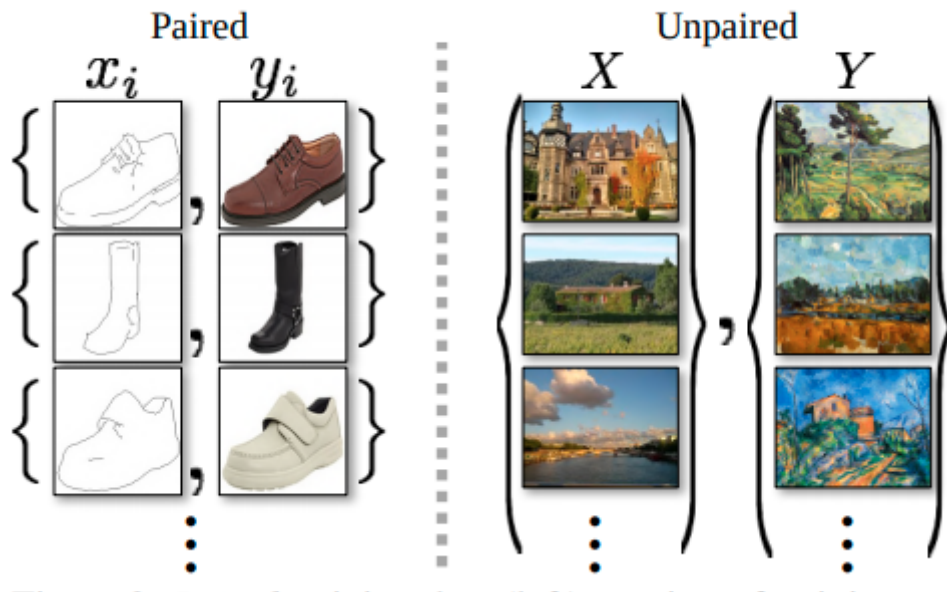 Paired Unpaired
x_i y_i X Y
{ , }
{ , }
{ , }
{ , }
⋮ ⋮ ⋮